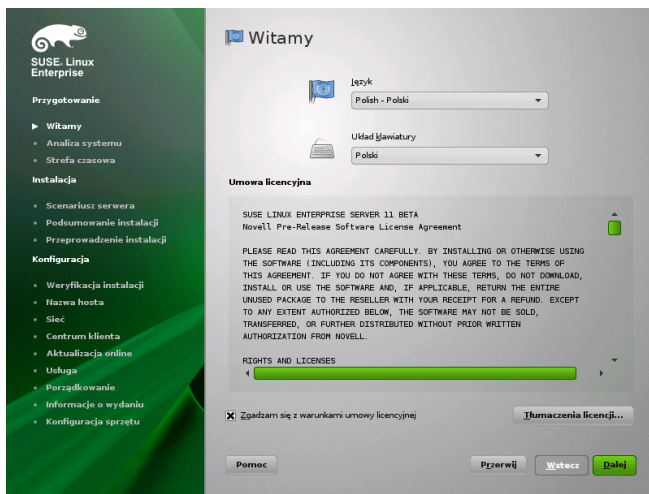 SUSE. Linux
Enterprise
Przygotowanie
Witamy
Analiza systemu
Strefa czasowa
Instalacja
Scenariusz serwera
Podsumowanie instalacji
Przeprowadzenie instalacji
Konfiguracja
Weryfikacja instalacji
Nazwa hosta
Sieć
Centrum klienta
Aktualizacja online
Usługa
Porządkowanie
Informacje o wydaniu
Konfiguracja sprzętu
Witamy
Język
Polish - Polski
Układ klawiatury
Polski
Umowa licencyjna
SUSE LINUX ENTERPRISE SERVER 11 BETA
Novell Pre-Release Software License Agreement
PLEASE READ THIS AGREEMENT CAREFULLY. BY INSTALLING OR OTHERWISE USING
THE SOFTWARE (INCLUDING ITS COMPONENTS), YOU AGREE TO THE TERMS OF
THIS AGREEMENT. IF YOU DO NOT AGREE WITH THESE TERMS, DO NOT DOWNLOAD,
INSTALL OR USE THE SOFTWARE AND, IF APPLICABLE, RETURN THE ENTIRE
UNUSED PACKAGE TO THE RESELLER WITH YOUR RECEIPT FOR A REFUND. EXCEPT
TO ANY EXTENT AUTHORIZED BELOW, THE SOFTWARE MAY NOT BE SOLD,
TRANSFERRED, OR FURTHER DISTRIBUTED WITHOUT PRIOR WRITTEN
AUTHORIZATION FROM NOVELL.
RIGHTS AND LICENSES
Zgadzam się z warunkami umowy licencyjnej
Tłumaczenia licencji...
Pomoc
Przerwij
Wstecz
Dalej